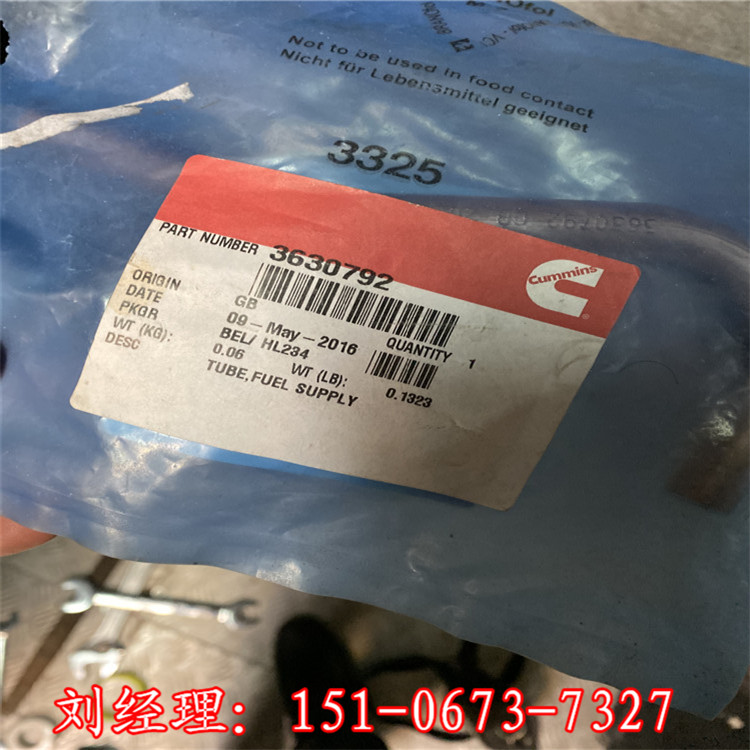 Not to be used in food contact
Nicht für Lebensmittel geeignet
3325
PART NUMBER 3630792
Cummins
ORIGIN GB
DATE 09-May-2016 QUANTITY 1
PKGR BEL/ HL234
WT (KG): 0.06 WT (LB): 0.1323
DESC TUBE,FUEL SUPPLY
刘经理：151-0673-7327